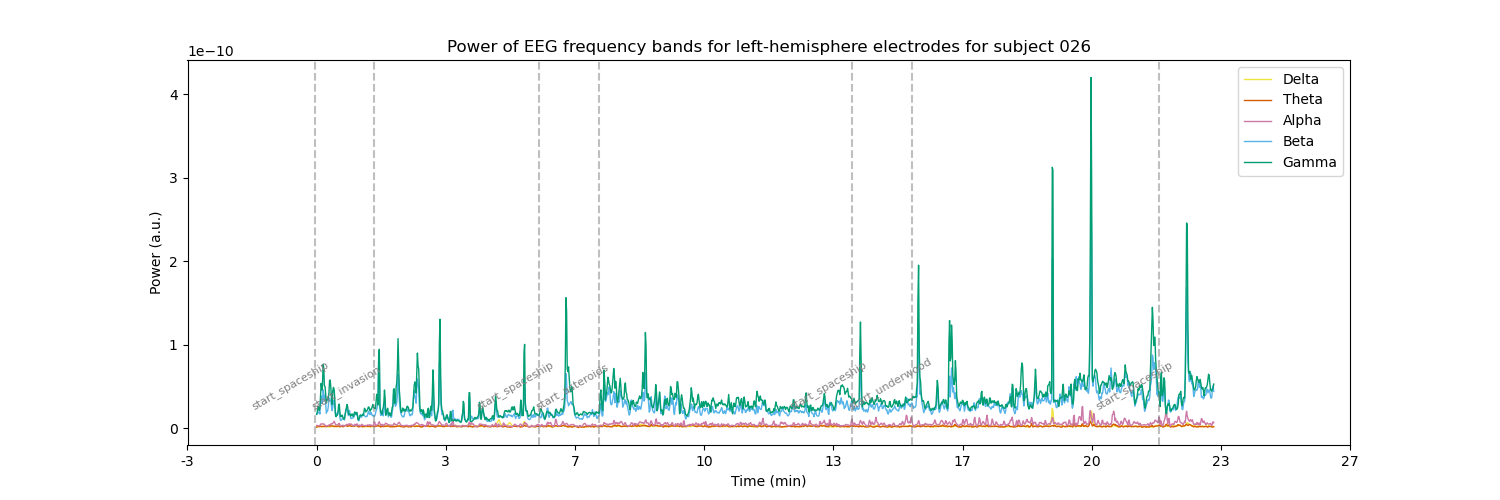 Power of EEG frequency bands for left-hemisphere electrodes for subject 026
1e−10
Delta
Theta
Alpha
Beta
Gamma
4
3
2
1
0
Power (a.u.)
start_spaceship
start_invasion
start_spaceship
start_asteroids
start_spaceship
start_underwood
start_spaceship
-3 0 3 7 10 13 17 20 23 27
Time (min)